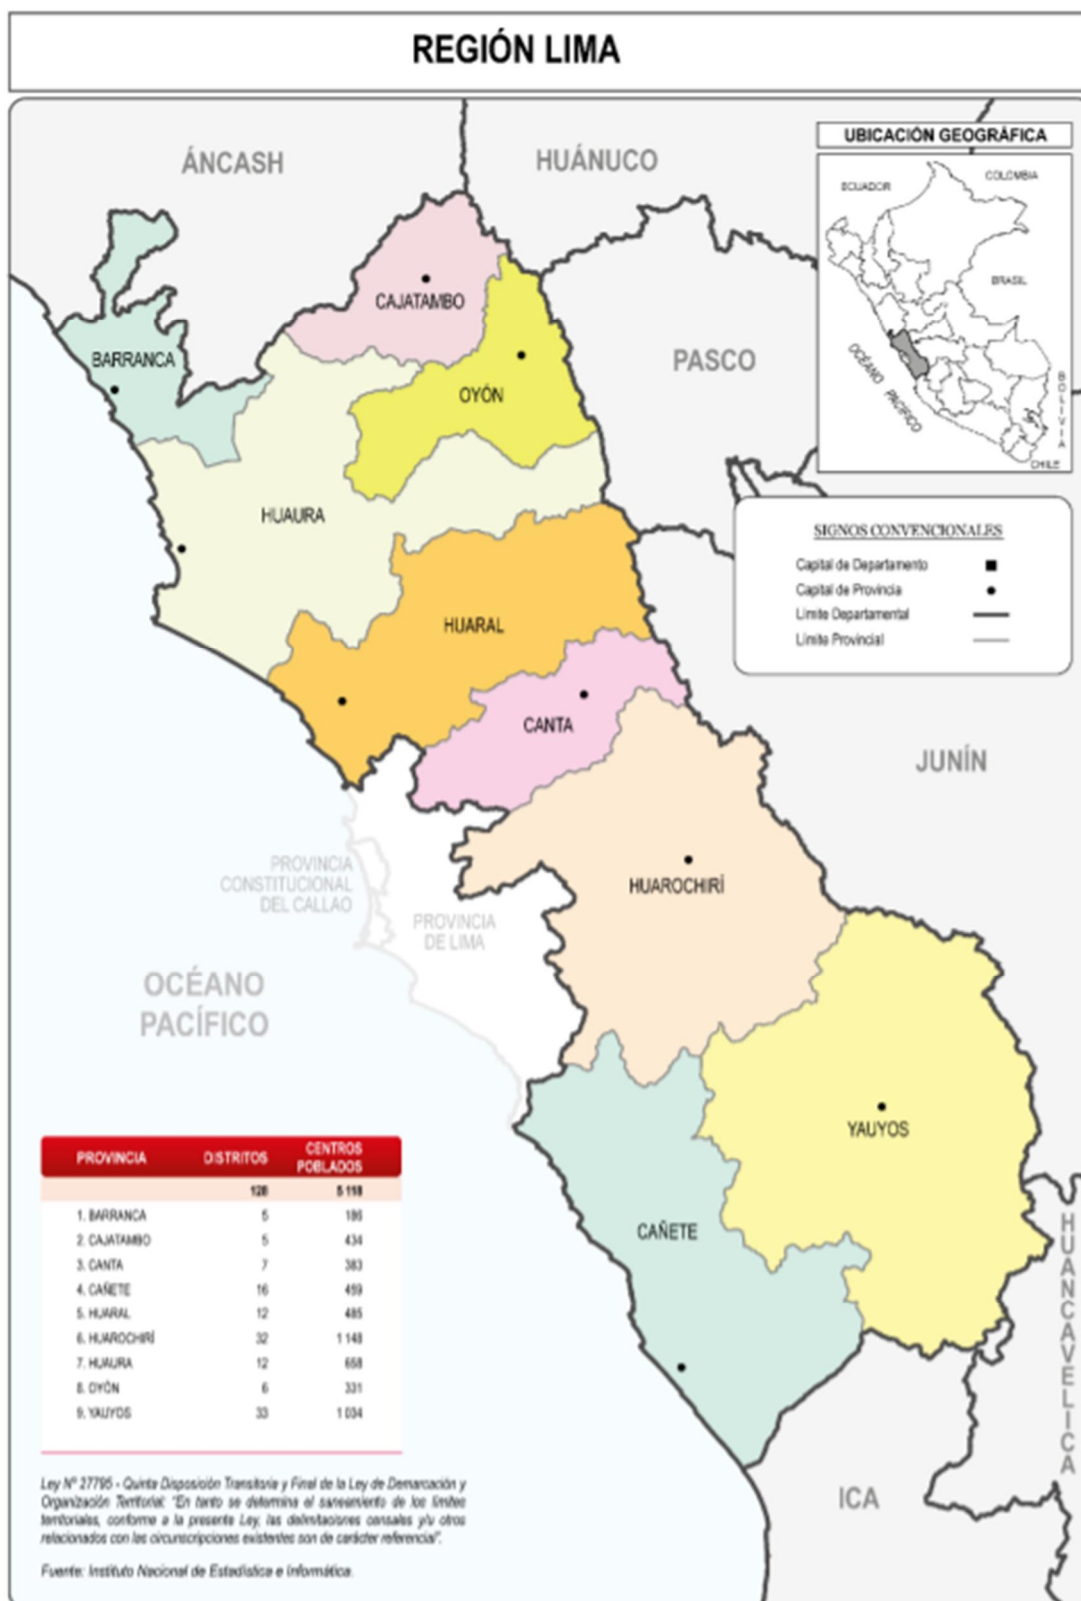 REGIÓN LIMA
ÁNCASH
HUÁNUCO
UBICACIÓN GEOGRÁFICA
ECUADOR
COLOMBIA
BRASIL
OCÉANO PACÍFICO
BOLIVIA
CHILE
CAJATAMBO
BARRANCA
OYÓN
PASCO
HUAURA
SIGNOS CONVENCIONALES
Capital de Departamento
Capital de Provincia
Límite Departamental
Límite Provincial
HUARAL
CANTA
JUNÍN
PROVINCIA
CONSTITUCIONAL
DEL CALLAO
PROVINCIA
DE LIMA
HUAROCHIRÍ
OCÉANO
PACÍFICO
YAUYOS
CAÑETE
HUANCAVELICA
ICA
PROVINCIA DISTRITOS CENTROS
POBLADOS
128 5 118
1. BARRANCA 5 186
2. CAJATAMBO 5 434
3. CANTA 7 383
4. CAÑETE 16 459
5. HUARAL 12 485
6. HUAROCHIRÍ 32 1 148
7. HUAURA 12 658
8. OYÓN 6 331
9. YAUYOS 33 1 034
Ley Nº 27795 - Quinta Disposición Transitoria y Final de la Ley de Demarcación y
Organización Territorial: "En tanto se determina el saneamiento de los límites
territoriales, conforme a la presente Ley, las delimitaciones censales y/u otros
relacionados con las circunscripciones existentes son de carácter referencial".
Fuente: Instituto Nacional de Estadística e Informática.